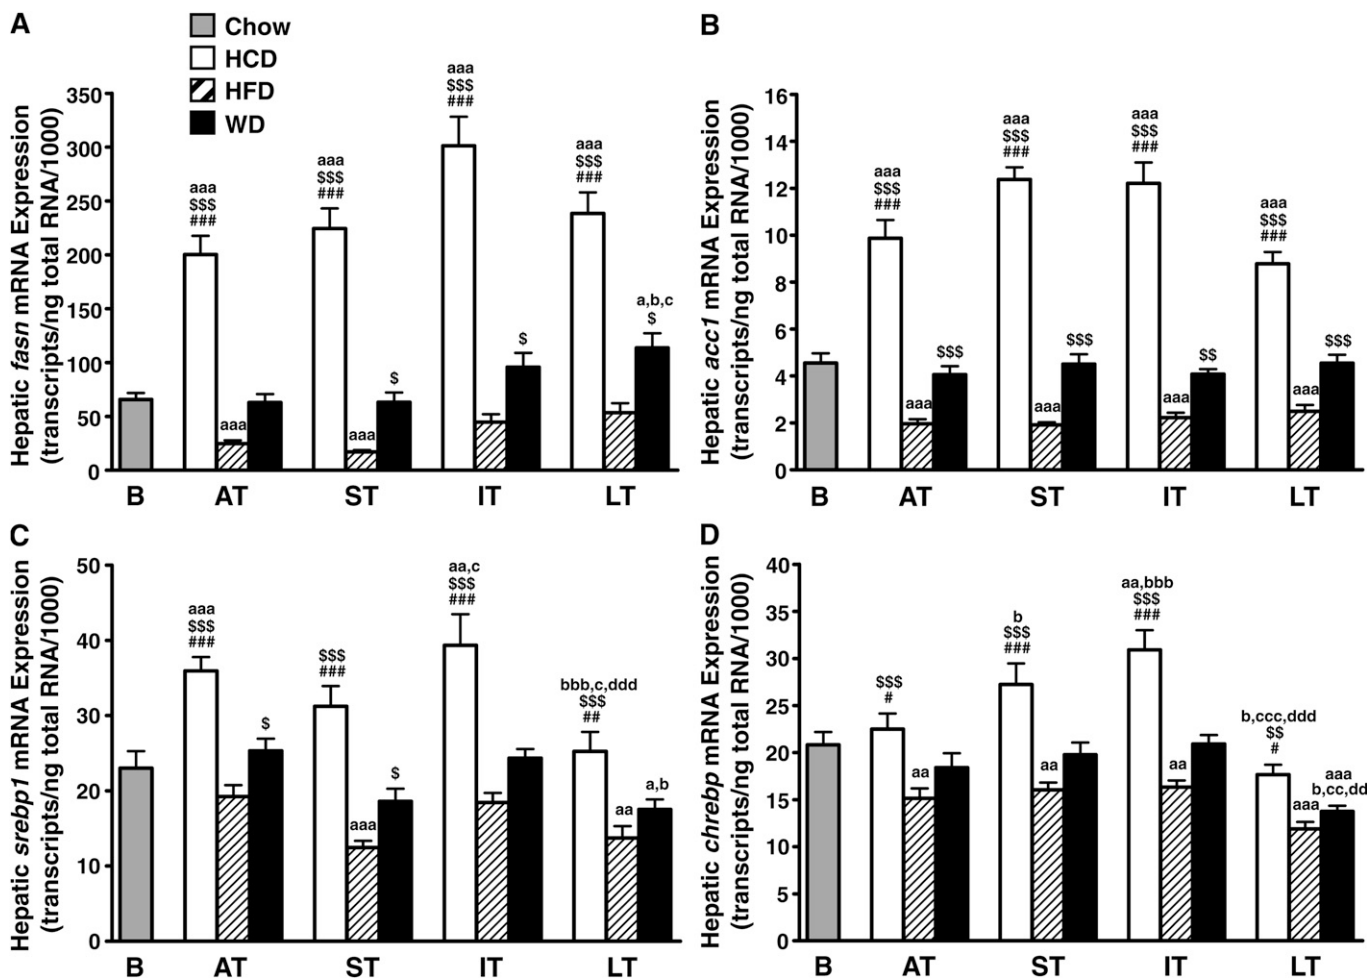 A
Chow
HCD
HFD
WD
Hepatic fasn mRNA Expression
(transcripts/ng total RNA/1000)
350
300
250
200
150
100
50
0
aaa
$$$
###
aaa
aaa
$$$
###
aaa
$
aaa
$$$
###
$
aaa
$$$
###
a,b,c
$
B AT ST IT LT
B
Hepatic acc1 mRNA Expression
(transcripts/ng total RNA/1000)
16
14
12
10
8
6
4
2
0
aaa
$$$
###
aaa
$$$
aaa
$$$
###
aaa
$$$
aaa
$$$
###
aaa
$$
aaa
$$$
###
aaa
$$$
B AT ST IT LT
C
Hepatic srebp1 mRNA Expression
(transcripts/ng total RNA/1000)
50
40
30
20
10
0
aaa
$$$
###
$
$$$
###
aaa
$
aa,c
$$$
###
bbb,c,ddd
$$$
##
aa
a,b
B AT ST IT LT
D
Hepatic chrebp mRNA Expression
(transcripts/ng total RNA/1000)
40
35
30
25
20
15
10
5
0
$$$
#
aa
b
$$$
###
aa
aa,bbb
$$$
###
aa
b,ccc,ddd
$$
#
aaa
aaa
b,cc,dd
B AT ST IT LT